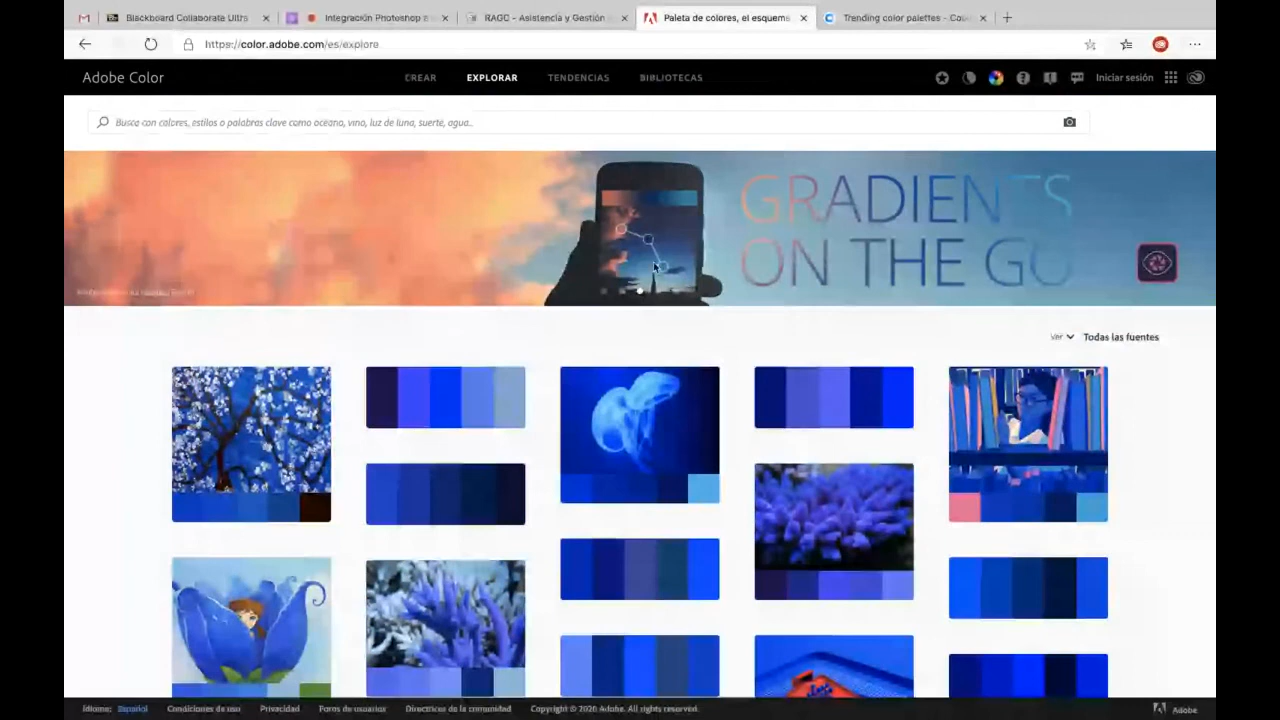 Blackboard Collaborate Ultra
Integración Photoshop
RAGC - Asistencia y Gestión
Paleta de colores, el esquema
Trending color palettes - Coo
https://color.adobe.com/es/explore
Adobe Color
CREAR
EXPLORAR
TENDENCIAS
BIBLIOTECAS
Iniciar sesión
Busca con colores, estilos o palabras clave como océano, vino, luz de luna, suerte, agua..
GRADIENTS
ON THE GO
Ver
Todas las fuentes
Idioma: Español
Condiciones de uso
Privacidad
Foros de usuarios
Directrices de la comunidad
Copyright © 2020 Adobe. All rights reserved.
Adobe